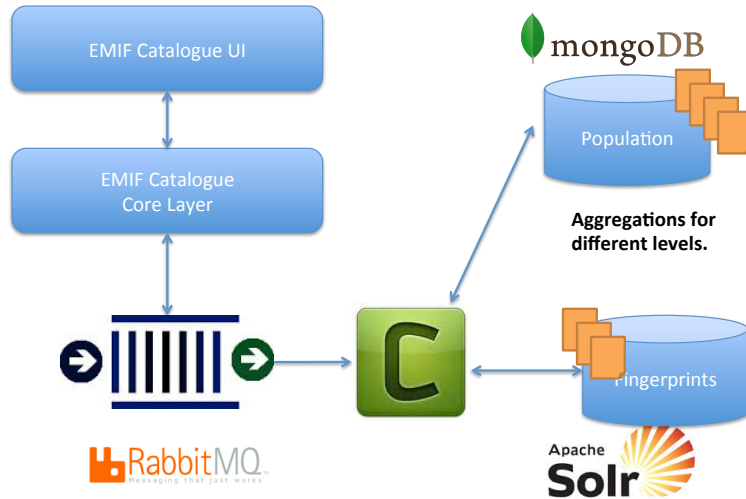 EMIF Catalogue UI
mongoDB
Population
EMIF Catalogue
Core Layer
Aggregations for
different levels.
C
Fingerprints
RabbitMQ
Messaging that just works
Apache
Solr